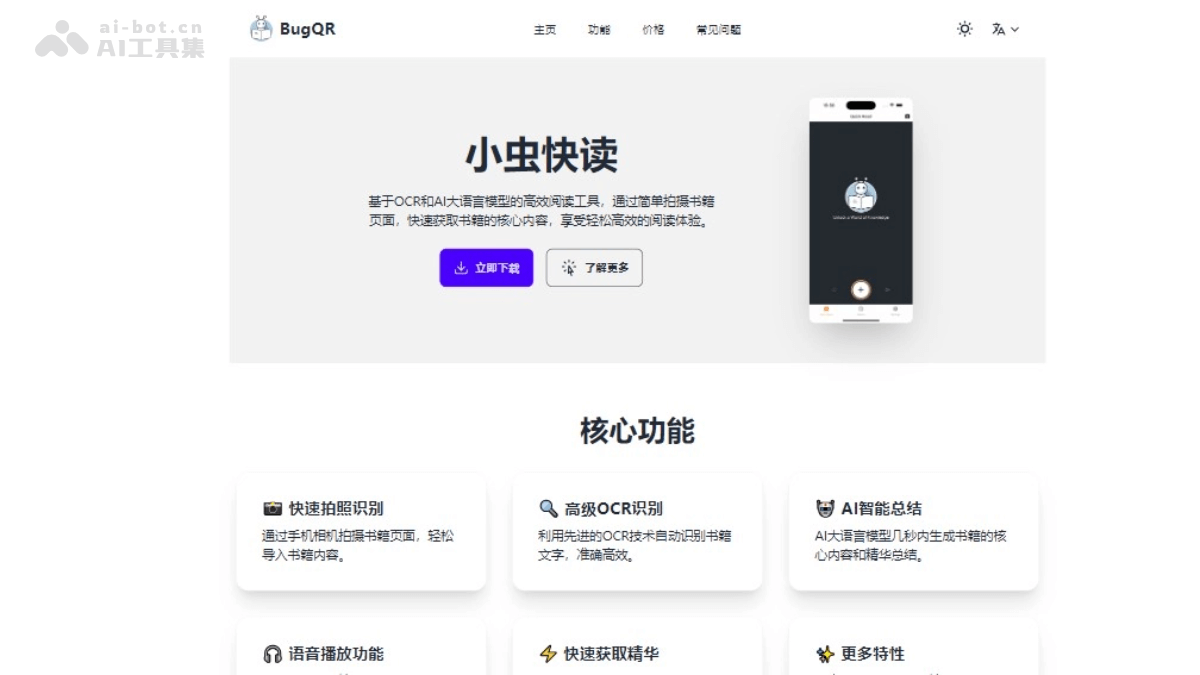 ai-bot.cn
AI工具集
BugQR
主页 功能 价格 常见问题
小虫快读
基于OCR和AI大语言模型的高效阅读工具，通过简单拍摄书籍
页面，快速获取书籍的核心内容，享受轻松高效的阅读体验。
立即下载 了解更多
核心功能
快速拍照识别
通过手机相机拍摄书籍页面，轻松
导入书籍内容。
高级OCR识别
利用先进的OCR技术自动识别书籍
文字，准确高效。
AI智能总结
AI大语言模型几秒内生成书籍的核
心内容和精华总结。
语音播放功能
快速获取精华
更多特性